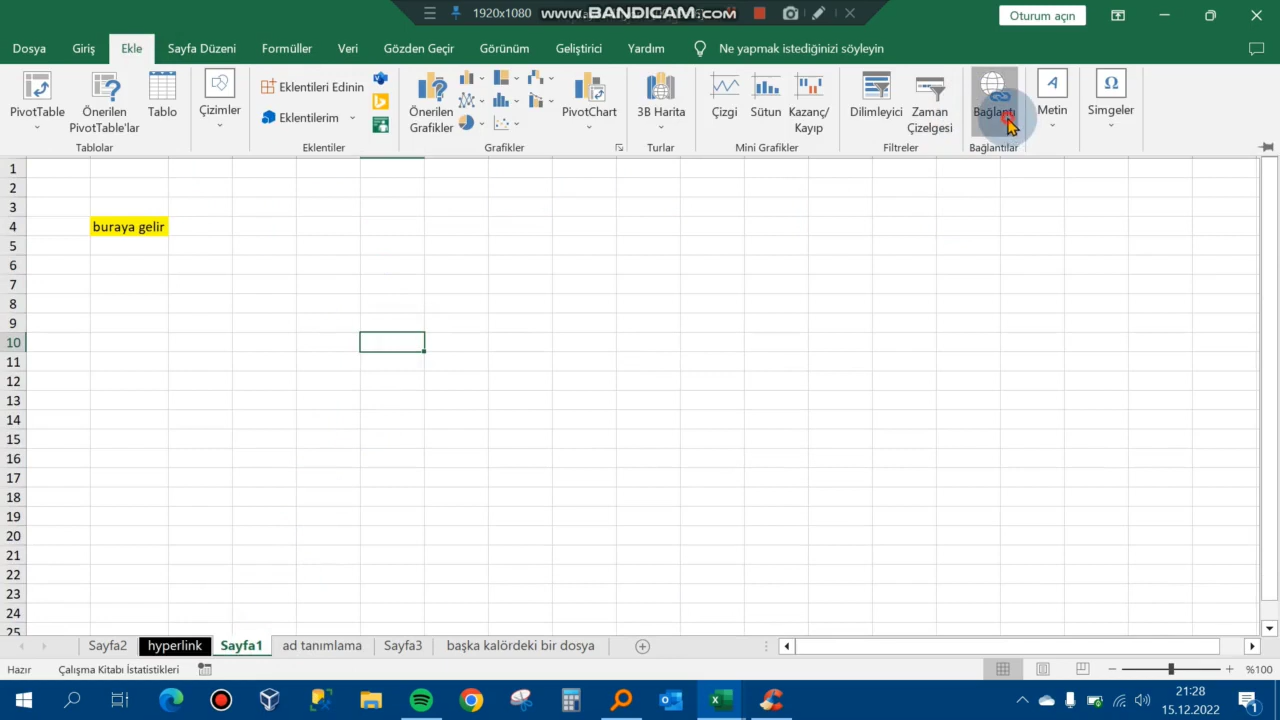 1920x1080
www.BANDICAM.com
Oturum açın
Dosya
Giriş
Ekle
Sayfa Düzeni
Formüller
Veri
Gözden Geçir
Görünüm
Geliştirici
Yardım
Ne yapmak istediğinizi söyleyin
PivotTable
Önerilen
PivotTable'lar
Tablo
Çizimler
Eklentileri Edinin
Eklentilerim
Önerilen
Grafikler
PivotChart
3B Harita
Çizgi
Sütun
Kazanç/
Kayıp
Dilimleyici
Zaman
Çizelgesi
Bağlantı
Metin
Simgeler
Tablolar
Eklentiler
Grafikler
Turlar
Mini Grafikler
Filtreler
Bağlantılar
1
2
3
4
buraya gelir
5
6
7
8
9
10
11
12
13
14
15
16
17
18
19
20
21
22
23
24
25
Sayfa2
hyperlink
Sayfa1
ad tanımlama
Sayfa3
başka kalördeki bir dosya
Hazır
Çalışma Kitabı İstatistikleri
%100
21:28
15.12.2022
1